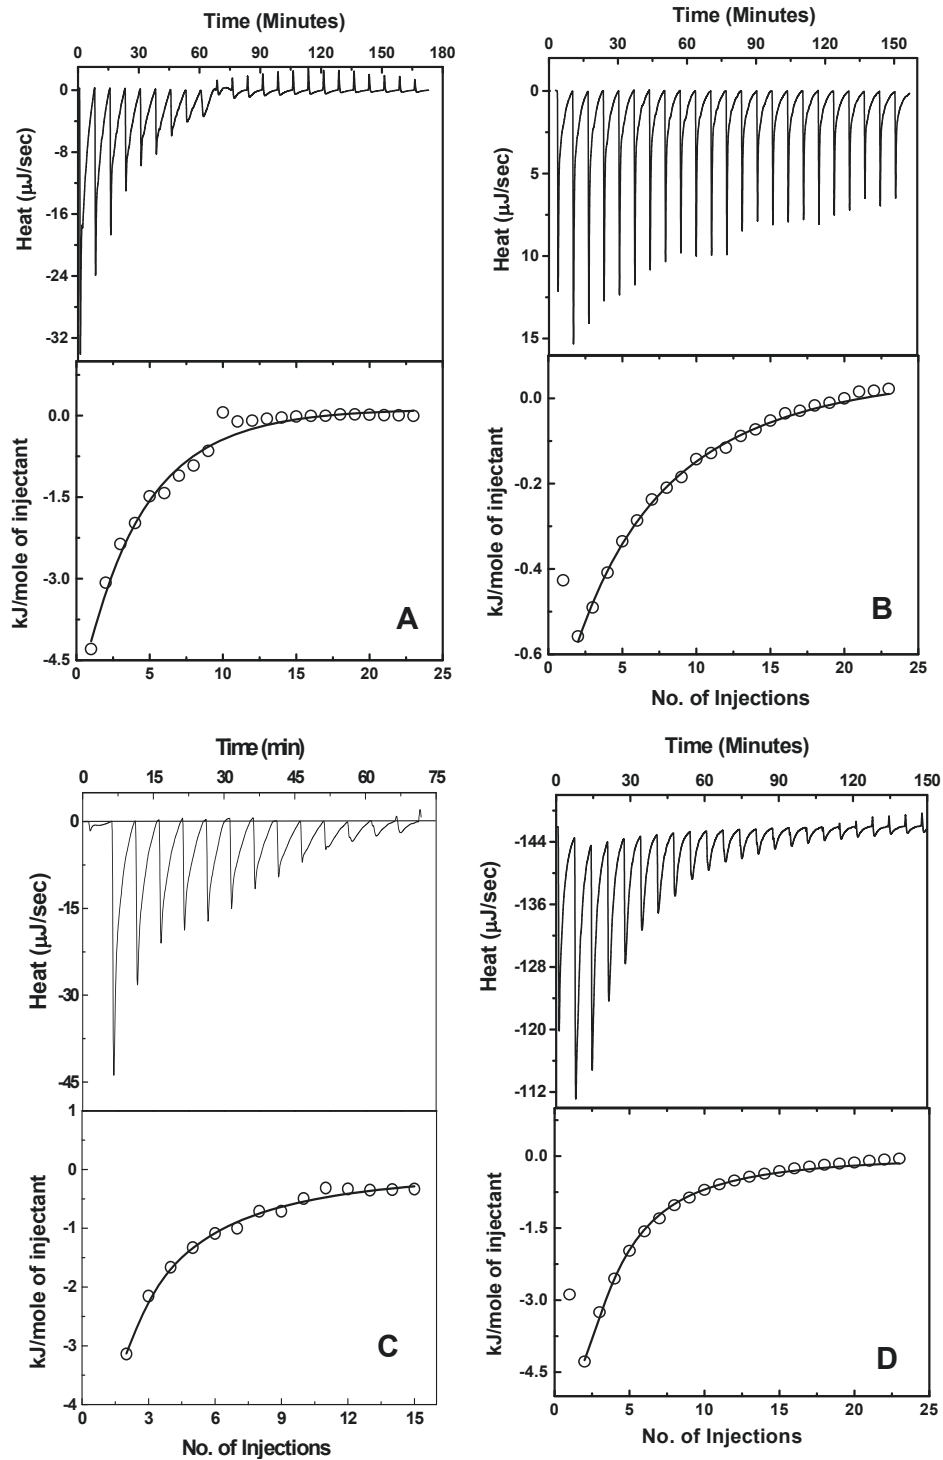 Time (Minutes)
0 30 60 90 120 150 180
0
-8
-16
-24
-32
Heat (µJ/sec)
0.0
-1.5
-3.0
-4.5
kJ/mole of injectant
A
0 5 10 15 20 25
Time (Minutes)
0 30 60 90 120 150
0
5
10
15
Heat (µJ/sec)
0.0
-0.2
-0.4
-0.6
kJ/mole of injectant
B
0 5 10 15 20 25
No. of Injections
Time (min)
0 15 30 45 60 75
0
-15
-30
-45
Heat (µJ/sec)
1
0
-1
-2
-3
-4
kJ/mole of injectant
C
0 3 6 9 12 15
No. of Injections
Time (Minutes)
0 30 60 90 120 150
-144
-136
-128
-120
-112
Heat (µJ/sec)
0.0
-1.5
-3.0
-4.5
kJ/mole of injectant
D
0 5 10 15 20 25
No. of Injections